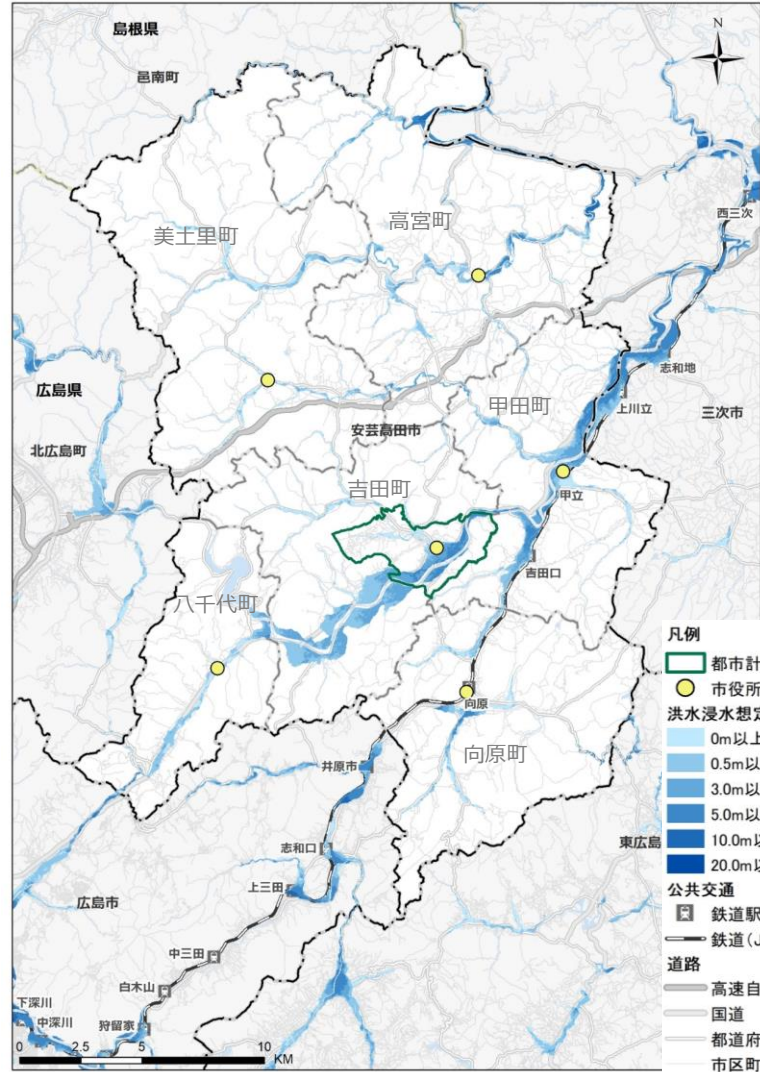 島根県
邑南町
N
西三次
美土里町
高宮町
志和地
広島県
上川立
甲田町
三次市
安芸高田市
北広島町
吉田町
甲立
吉田口
八千代町
凡例
都市計
市役所
向原
洪水浸水想定
0m以上
0.5m以
向原町
3.0m以
井原市
5.0m以
東広島
10.0m以
志和口
20.0m以
上三田
公共交通
広島市
鉄道駅
鉄道(J
中三田
道路
白木山
高速自
下深川
国道
中深川
狩留家
都道府
市区町
0 2.5 5 10
KM